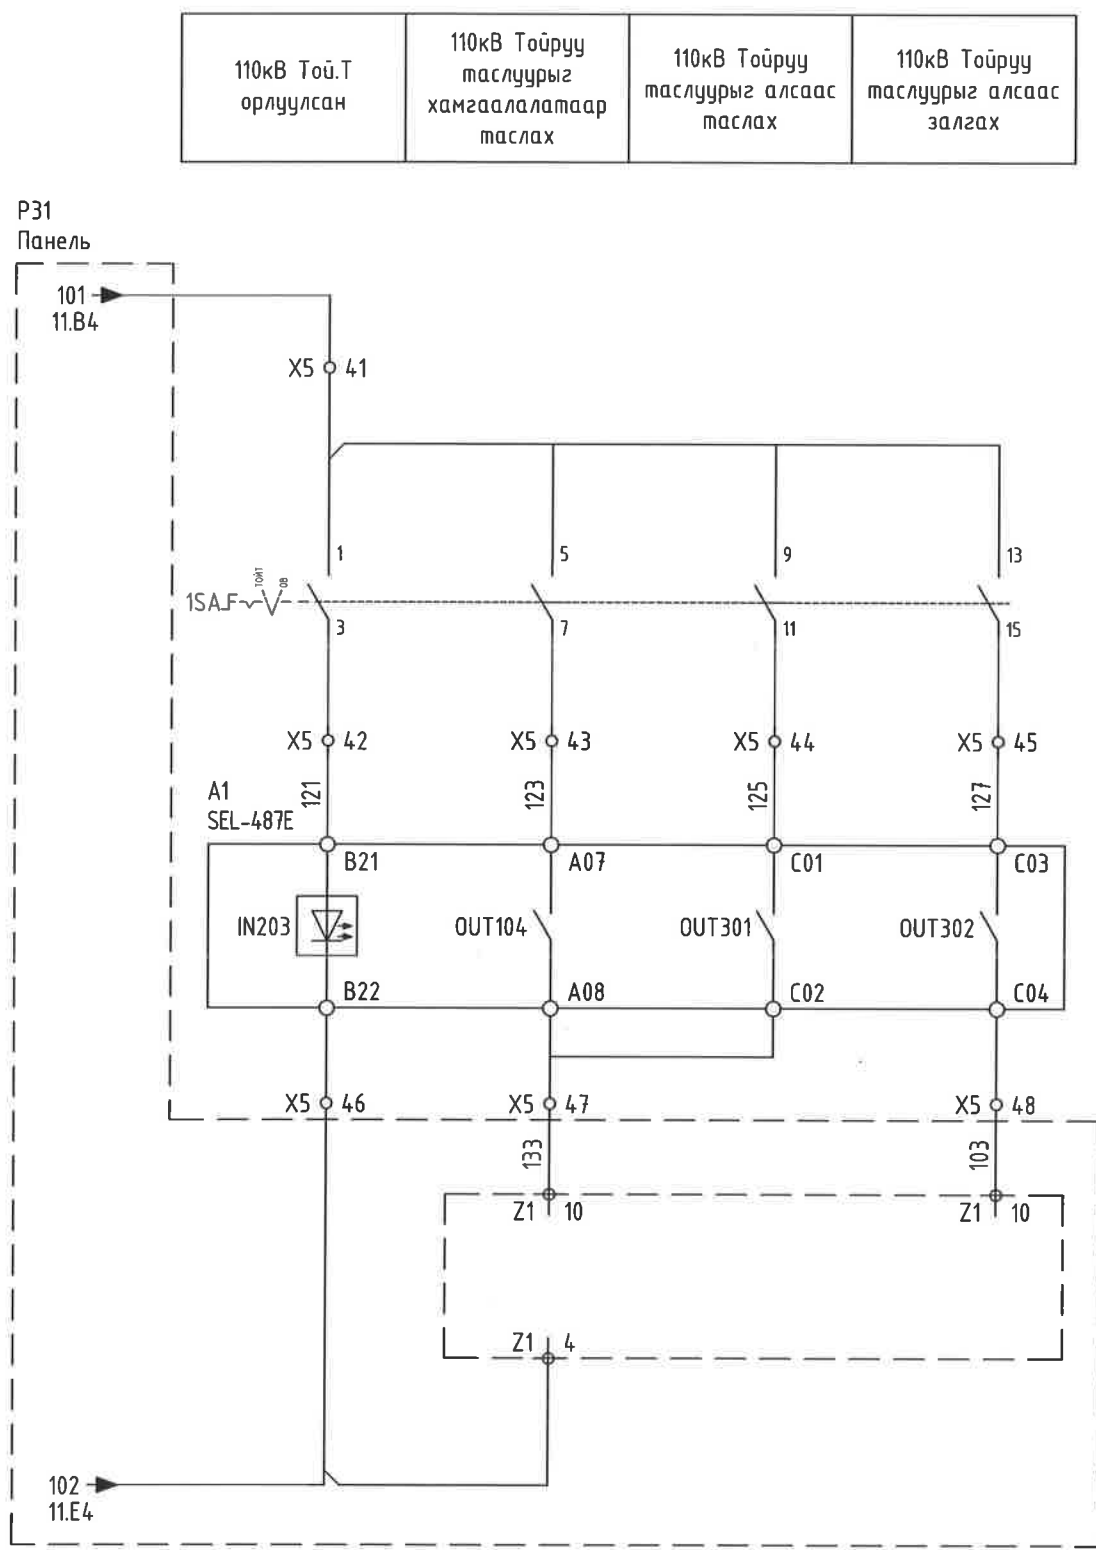 110кВ Той.Т
орлуулсан
110кВ Тойруу
таслуурыг
хамгаалалатаар
таслах
110кВ Тойруу
таслуурыг алсаас
таслах
110кВ Тойруу
таслуурыг алсаас
залгах
P31
Панель
101
11.B4
X5 41
1 5 9 13
1SA_F ТОЙТ ОВ
3 7 11 15
X5 42 X5 43 X5 44 X5 45
121 123 125 127
A1
SEL-487E
B21 A07 C01 C03
IN203 OUT104 OUT301 OUT302
B22 A08 C02 C04
X5 46 X5 47 X5 48
133 103
Z1 10 Z1 10
Z1 4
102
11.E4